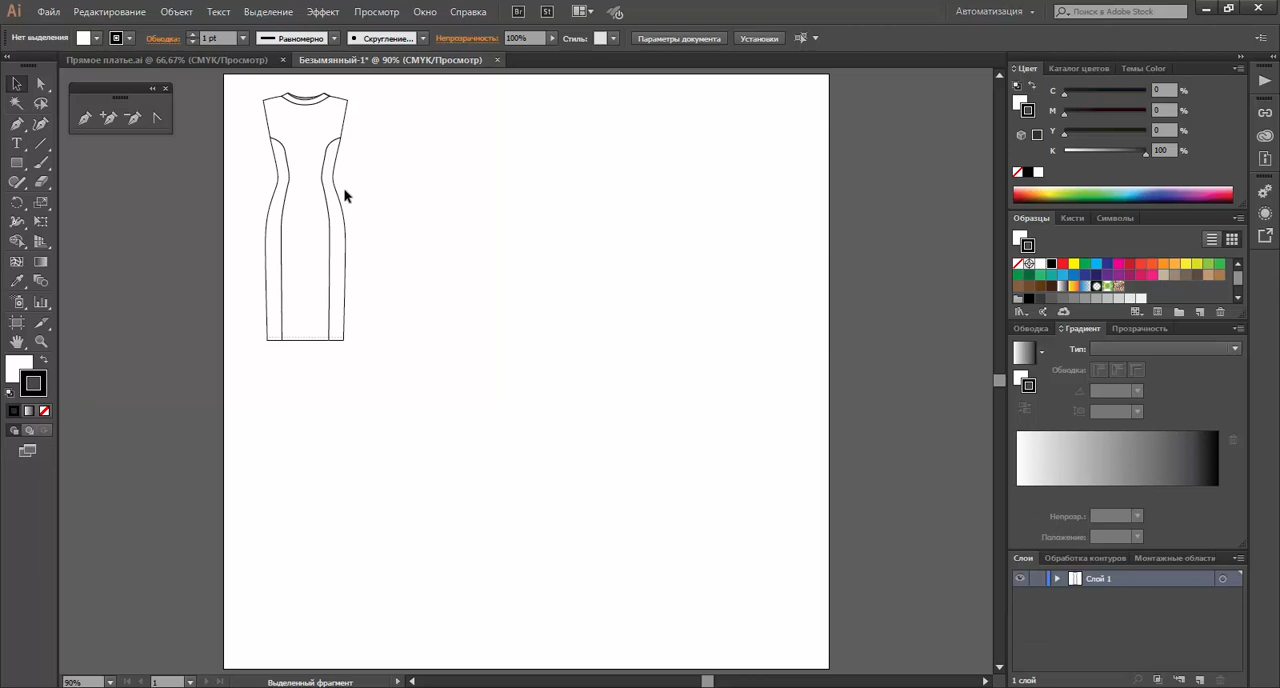 Ai Файл Редактирование Объект Текст Выделение Эффект Просмотр Окно Справка Br St Автоматизация Поиск в Adobe Stock
Нет выделения Обводка: 1 pt Равномерно Скругление... Непрозрачность: 100% Стиль: Параметры документа Установки
Прямое платье.ai @ 66,67% (CMYK/Просмотр) × Безымянный-1* @ 90% (CMYK/Просмотр) ×
Цвет Каталог цветов Темы Color
C 0 %
M 0 %
Y 0 %
K 100 %
Образцы Кисти Символы
Обводка Градиент Прозрачность
Тип:
Обводка:
Непрозр.:
Положение:
Слои Обработка контуров Монтажные области
Слой 1
1 слой
90% 1 Выделенный фрагмент